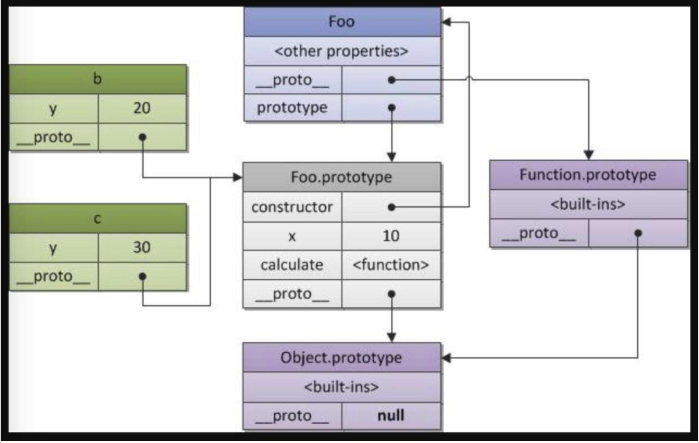 Foo
<other properties>
__proto__
prototype
b
y 20
__proto__
c
y 30
__proto__
Foo.prototype
constructor
x 10
calculate <function>
__proto__
Function.prototype
<built-ins>
__proto__
Object.prototype
<built-ins>
__proto__ null